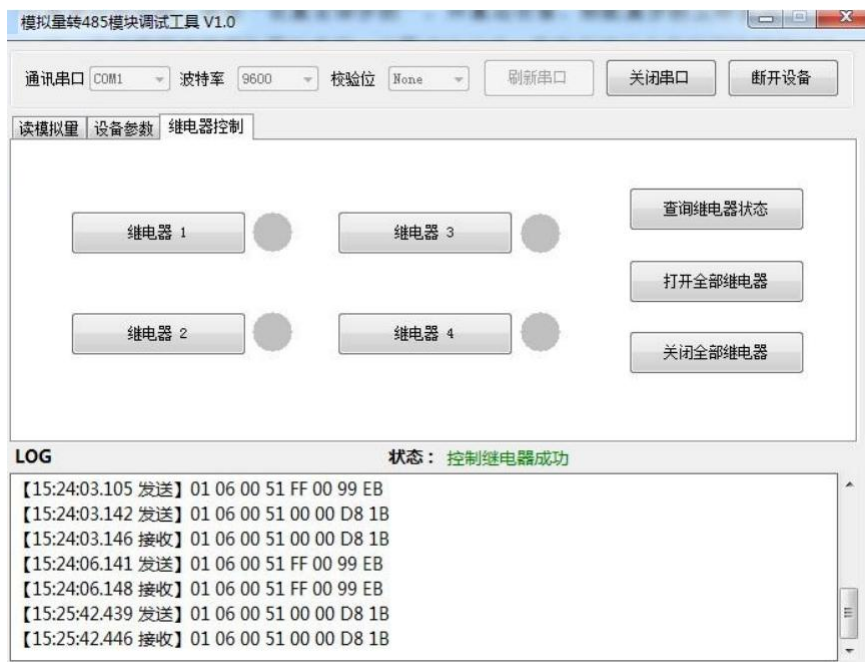 模拟量转485模块调试工具 V1.0
通讯串口 COM1 波特率 9600 校验位 None 刷新串口 关闭串口 断开设备
读模拟量 设备参数 继电器控制
查询继电器状态
继电器 1 继电器 3
打开全部继电器
继电器 2 继电器 4
关闭全部继电器
LOG 状态： 控制继电器成功
【15:24:03.105 发送】01 06 00 51 FF 00 99 EB
【15:24:03.142 发送】01 06 00 51 00 00 D8 1B
【15:24:03.146 接收】01 06 00 51 00 00 D8 1B
【15:24:06.141 发送】01 06 00 51 FF 00 99 EB
【15:24:06.148 接收】01 06 00 51 FF 00 99 EB
【15:25:42.439 发送】01 06 00 51 00 00 D8 1B
【15:25:42.446 接收】01 06 00 51 00 00 D8 1B